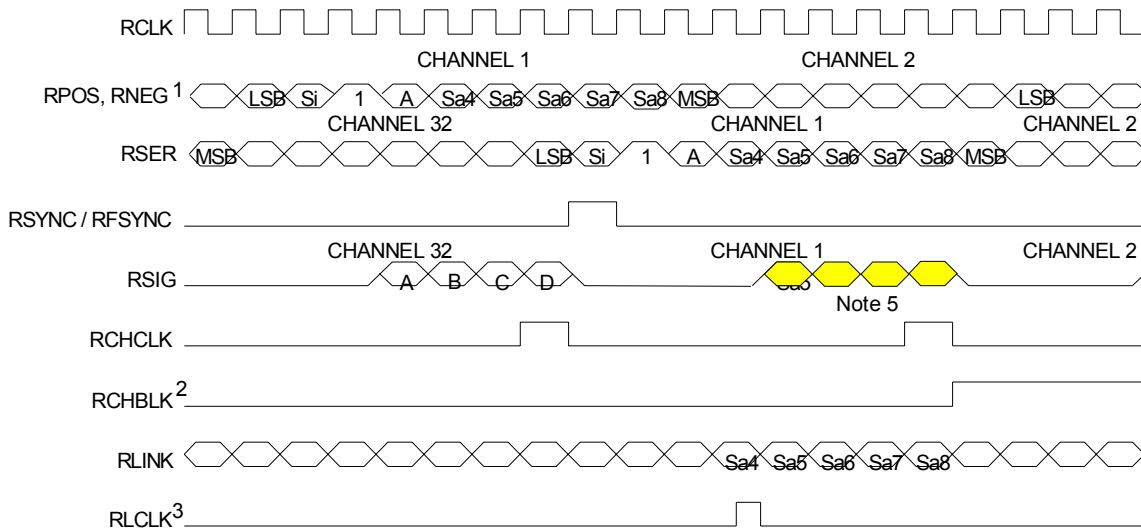 RCLK
CHANNEL 1 CHANNEL 2
RPOS, RNEG 1 LSB Si 1 A Sa4 Sa5 Sa6 Sa7 Sa8 MSB LSB
CHANNEL 32 CHANNEL 1 CHANNEL 2
RSER MSB LSB Si 1 A Sa4 Sa5 Sa6 Sa7 Sa8 MSB
RSYNC / RFSYNC
CHANNEL 32 CHANNEL 1 CHANNEL 2
RSIG A B C D Sa5
Note 5
RCHCLK
RCHBLK 2
RLINK Sa4 Sa5 Sa6 Sa7 Sa8
RLCLK 3